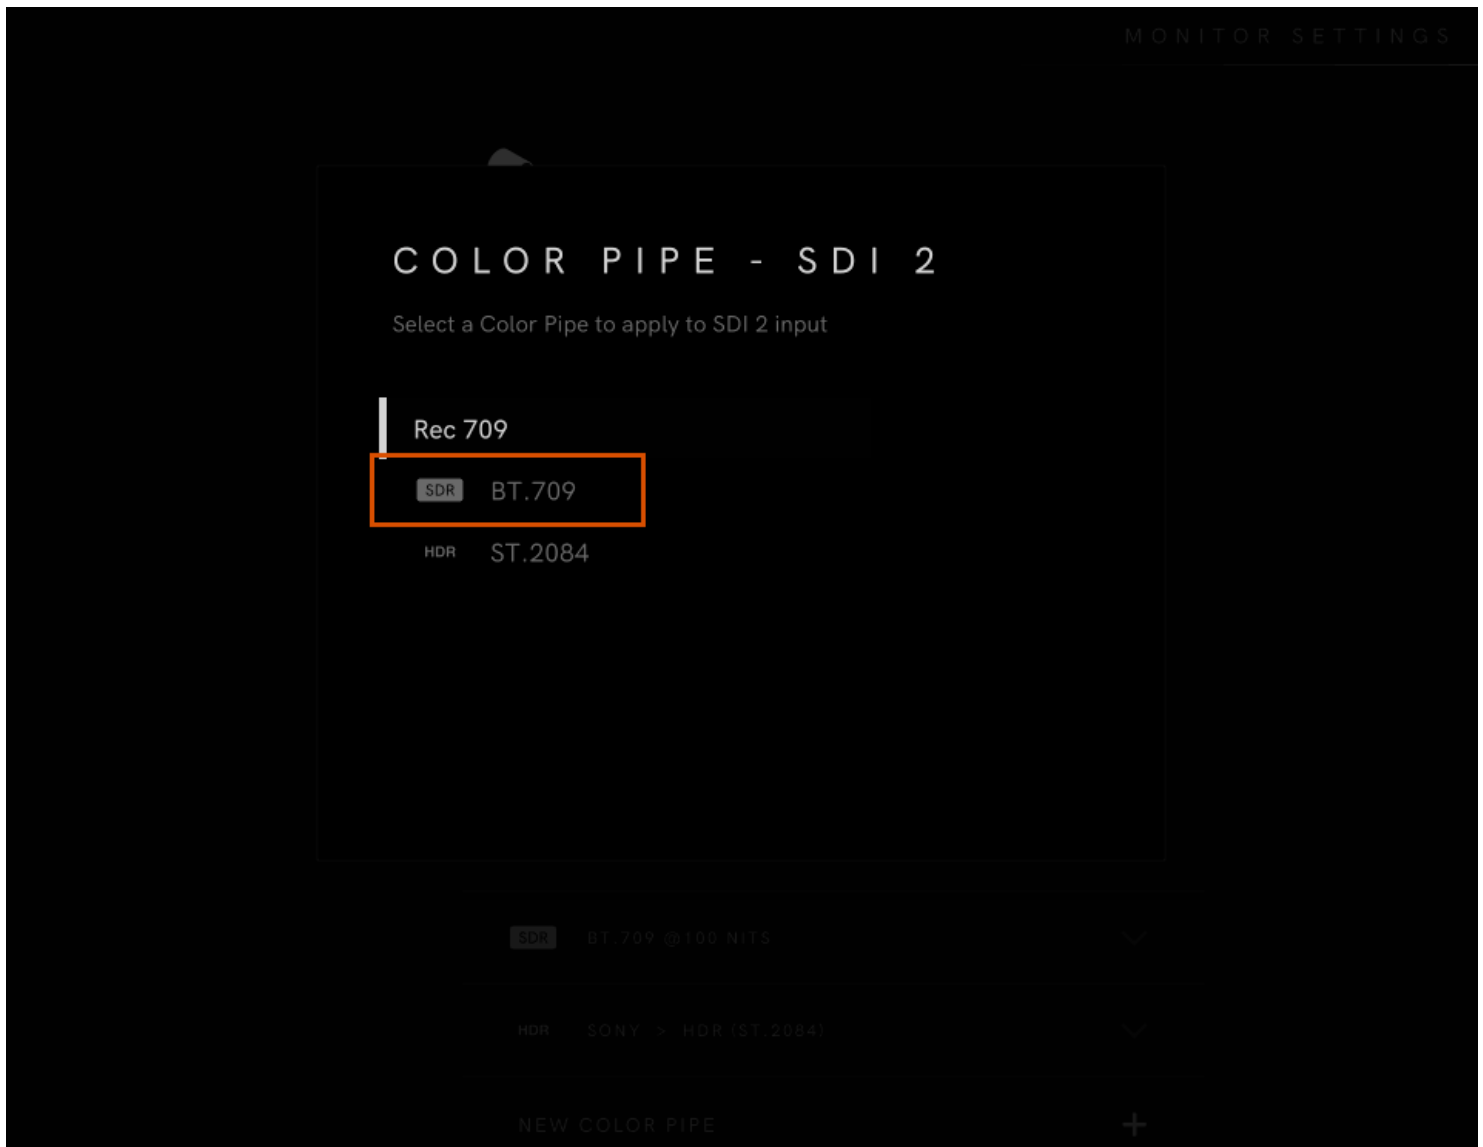 MONITOR SETTINGS
COLOR PIPE - SDI 2
Select a Color Pipe to apply to SDI 2 input
Rec 709
SDR BT.709
HDR ST.2084
SDR BT.709 @100 NITS
HDR SONY > HDR (ST.2084)
NEW COLOR PIPE +